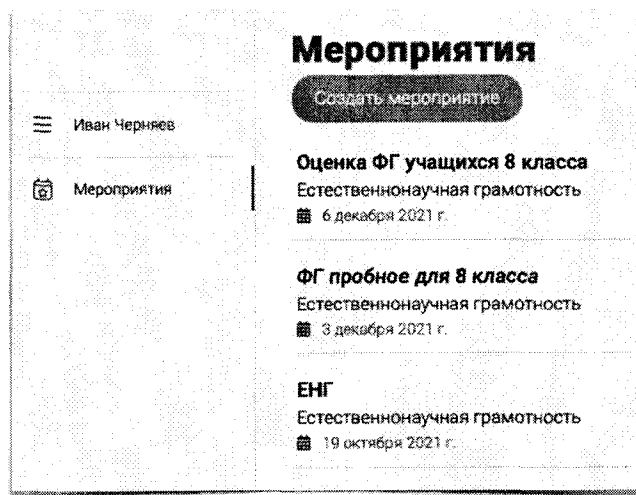 Мероприятия
Создать мероприятие
Иван Черняев
Мероприятия
Оценка ФГ учащихся 8 класса
Естественнонаучная грамотность
6 декабря 2021 г.
ФГ пробное для 8 класса
Естественнонаучная грамотность
3 декабря 2021 г.
ЕНГ
Естественнонаучная грамотность
19 октября 2021 г.